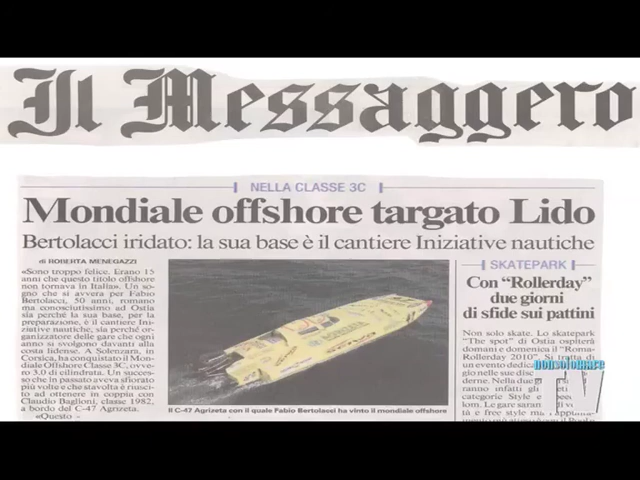 Il Messaggero
NELLA CLASSE 3C
Mondiale offshore targato Lido
Bertolacci iridato: la sua base è il cantiere Iniziative nautiche
di ROBERTA MENEGAZZI
«Sono troppo felice. Erano 15
anni che questo titolo offshore
non tornava in Italia». Un so-
gno che si avvera per Fabio
Bertolacci, 50 anni, romano
ma conosciutissimo ad Ostia
sia perché la sua base, per la
preparazione, è il cantiere Ini-
ziative nautiche, sia perché or-
ganizzatore delle gare che ogni
anno si svolgono davanti alla
costa lidense. A Solenzara, in
Corsica, ha conquistato il Mon-
diale Offshore Classe 3C, ovve-
ro 3.0 di cilindrata. Un succes-
so che in passato aveva sfiorato
più volte e che stavolta è riusci-
to ad ottenere in coppia con
Claudio Baglioni, classe 1982,
a bordo del C-47 Agrizeta.
«Questo
Il C-47 Agrizeta con il quale Fabio Bertolacci ha vinto il mondiale offshore
SKATEPARK
Con “Rollerday”
due giorni
di sfide sui pattini
Non solo skate. Lo skatepark
"The spot" di Ostia ospiterà
domani e domenica il "Roma
Rollerday 2010". Si tratta di
un evento dedic
gio nelle sue disc
derne. Nella due
ranno infatti gli
categorie Style e
lom. Le gare saran
tà e free style
TV